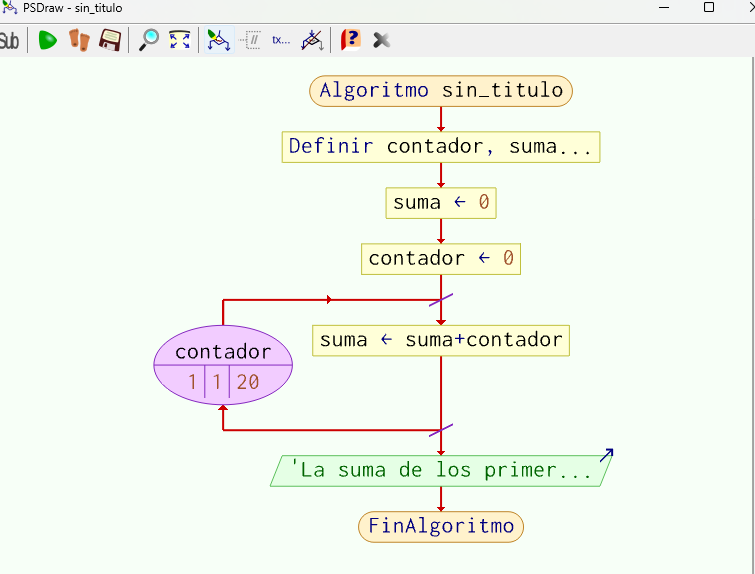 PSDraw - sin_titulo
Sub
tx...
?
Algoritmo sin_titulo
Definir contador, suma...
suma ← 0
contador ← 0
suma ← suma+contador
contador
1 1 20
'La suma de los primer...
FinAlgoritmo